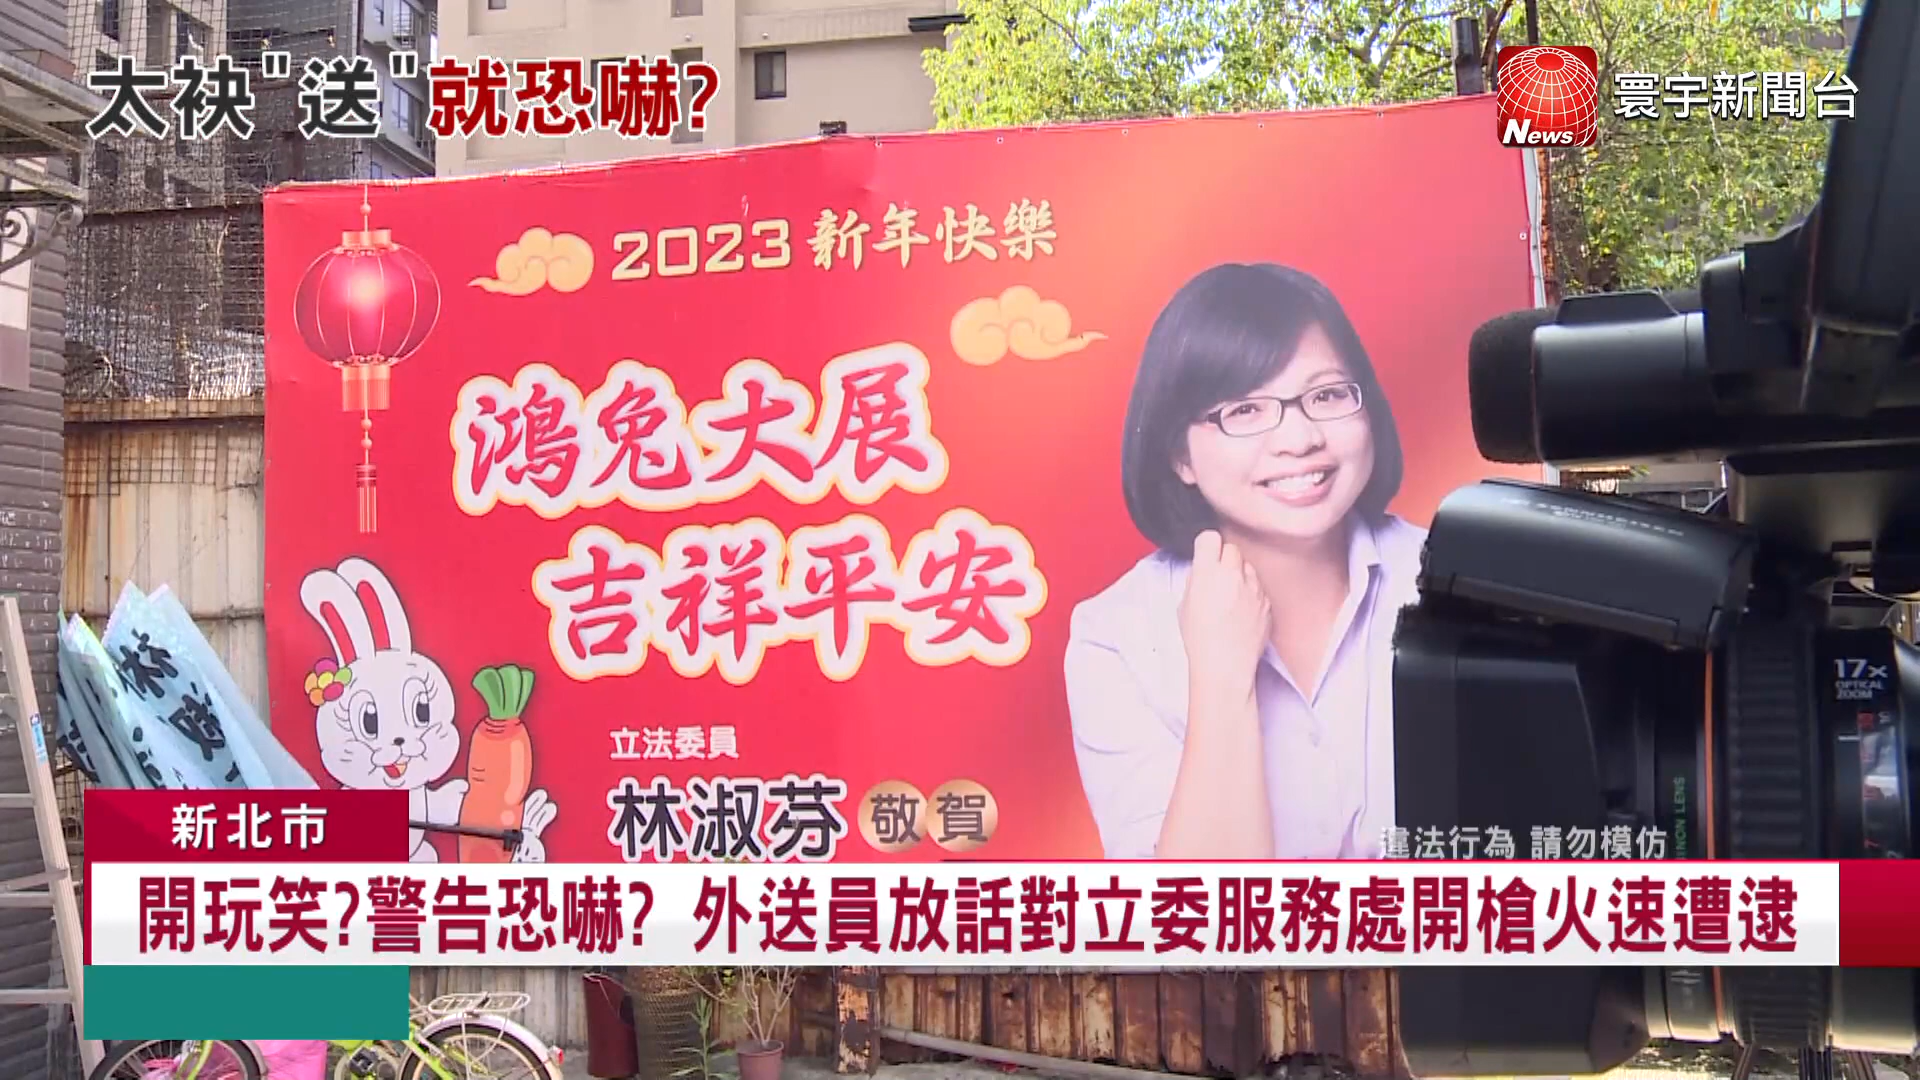 太袂"送"就恐嚇?
News
寰宇新聞台
2023 新年快樂
鴻兔大展
吉祥平安
立法委員
林淑芬 敬賀
17x
OPTICAL
ZOOM
新北市
違法行為 請勿模仿
開玩笑?警告恐嚇? 外送員放話對立委服務處開槍火速遭逮